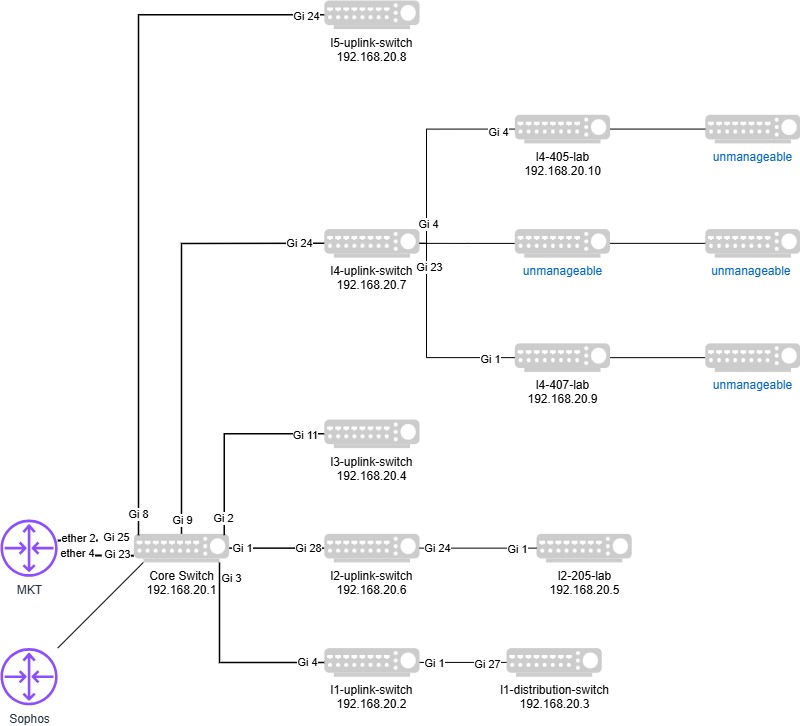 Gi 24
l5-uplink-switch
192.168.20.8
Gi 4
l4-405-lab
192.168.20.10
unmanageable
Gi 4
Gi 24
l4-uplink-switch
192.168.20.7
Gi 23
unmanageable
unmanageable
Gi 1
l4-407-lab
192.168.20.9
unmanageable
Gi 11
l3-uplink-switch
192.168.20.4
Gi 8
Gi 9
Gi 2
ether 2
Gi 25
ether 4
Gi 23
MKT
Core Switch
192.168.20.1
Gi 1
Gi 28
l2-uplink-switch
192.168.20.6
Gi 24
Gi 1
l2-205-lab
192.168.20.5
Gi 3
Gi 4
l1-uplink-switch
192.168.20.2
Gi 1
Gi 27
l1-distribution-switch
192.168.20.3
Sophos